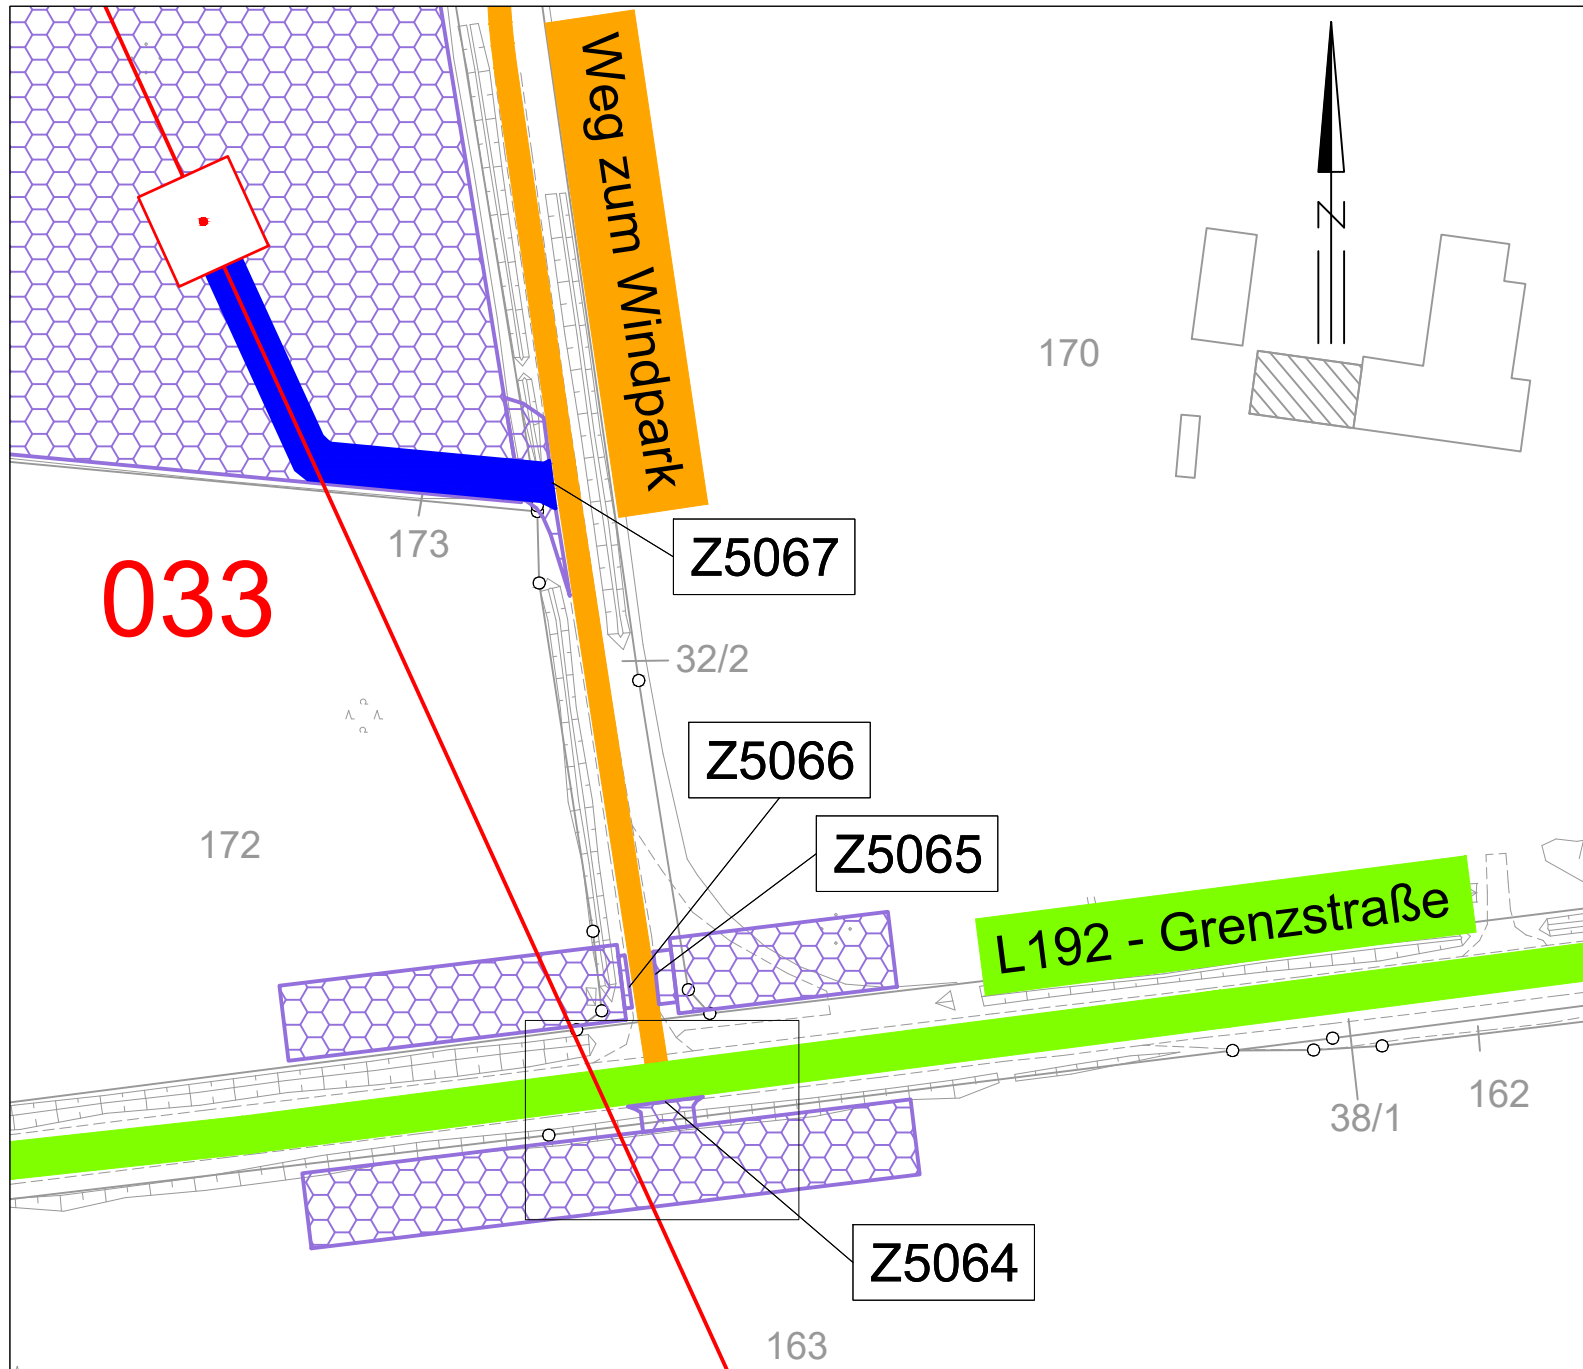 Weg zum Windpark
N
170
173
Z5067
033
32/2
Z5066
172
Z5065
L192 - Grenzstraße
162
38/1
Z5064
163